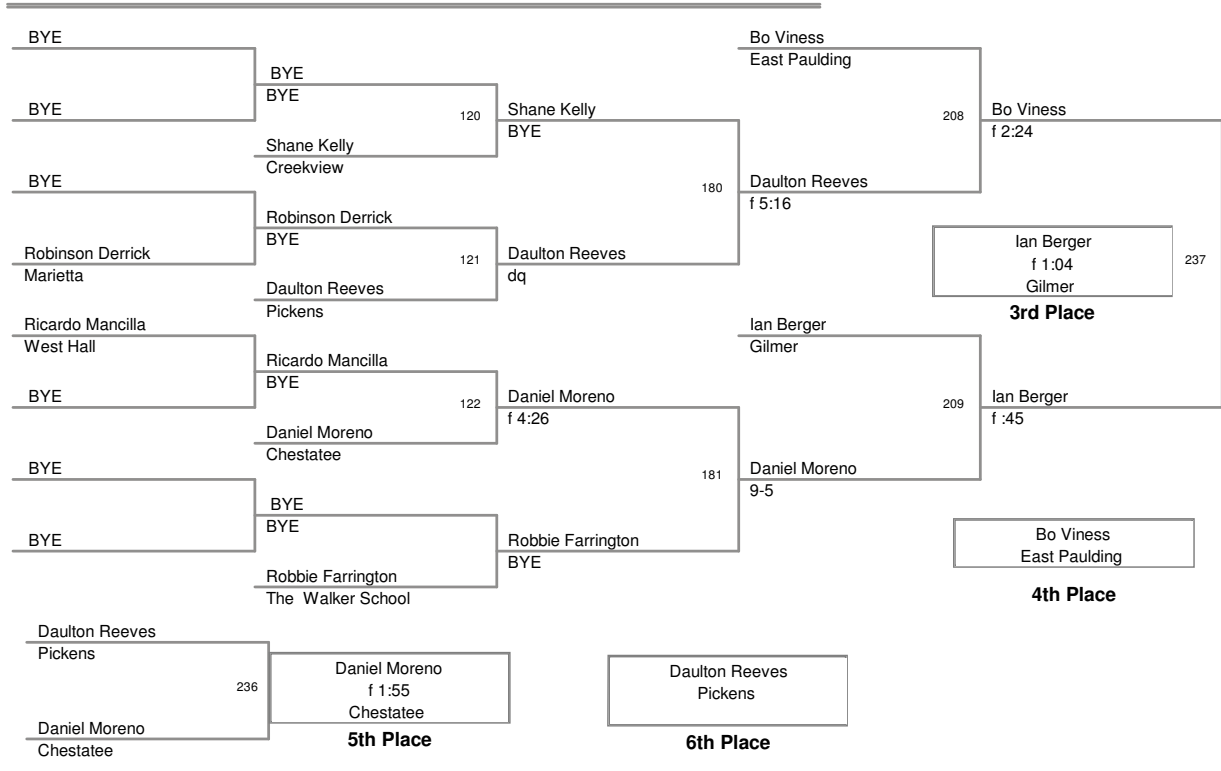 BYE
BYE
BYE
BYE
120
Shane Kelly
Creekview
Shane Kelly
BYE
BYE
Robinson Derrick
Marietta
Robinson Derrick
BYE
121
Daulton Reeves
Pickens
Daulton Reeves
dq
180
Daulton Reeves
f 5:16
Bo Viness
East Paulding
208
Bo Viness
f 2:24
Ricardo Mancilla
West Hall
BYE
Ricardo Mancilla
BYE
122
Daniel Moreno
Chestatee
Daniel Moreno
f 4:26
BYE
BYE
BYE
BYE
Robbie Farrington
The Walker School
Robbie Farrington
BYE
181
Daniel Moreno
9-5
Ian Berger
Gilmer
209
Ian Berger
f :45
Ian Berger
f 1:04
Gilmer
237
3rd Place
Bo Viness
East Paulding
4th Place
Daulton Reeves
Pickens
236
Daniel Moreno
Chestatee
Daniel Moreno
f 1:55
Chestatee
5th Place
Daulton Reeves
Pickens
6th Place